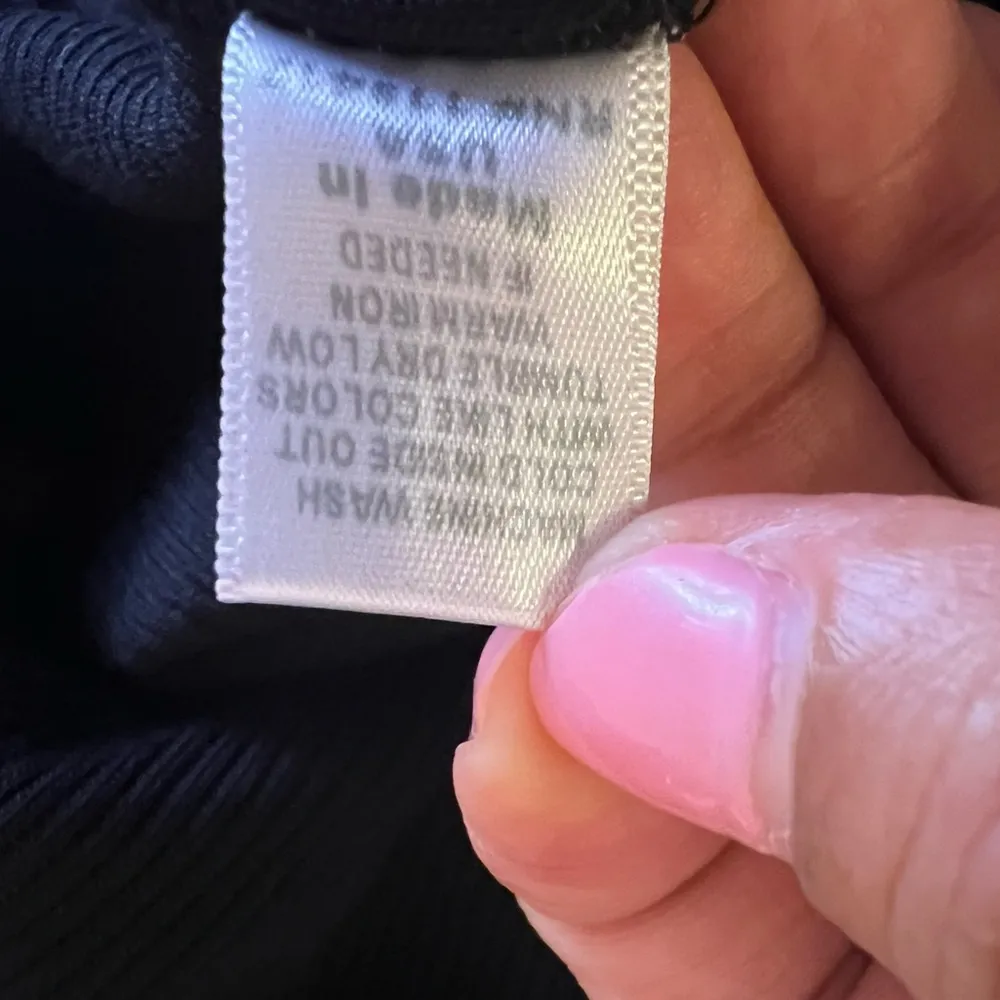 MACHINE WASH
COLD INSIDE OUT
WITH LIKE COLORS
TUMBLE DRY LOW
WARM IRON
IF NEEDED
Made in
USA